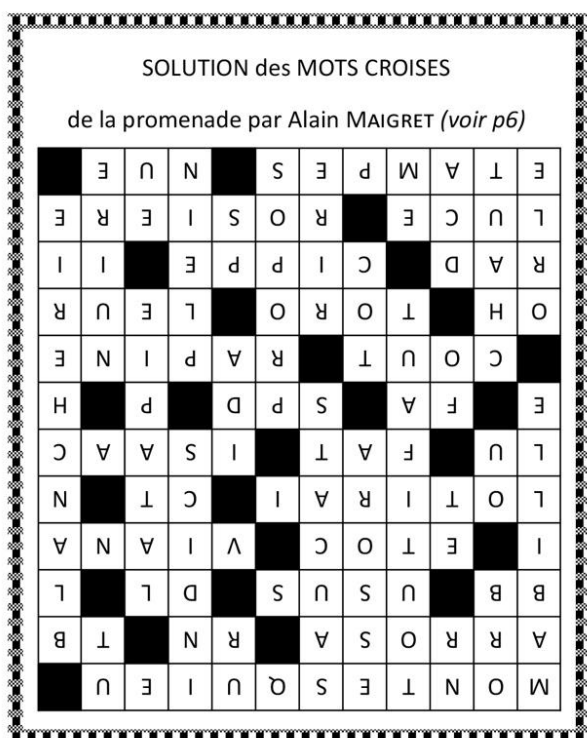 SOLUTION des MOTS CROISES
de la promenade par Alain MAIGRET (voir p6)
M O N T E S Q U I E U
A R R O S A R N T B
B B U S U S D L L
I E T O C V I A N A
L O T I R A I C T N
L U F A T I S A A C
E F A S P D P H
C O U T R A P I N E
O H T O R O L E U R
R A D C I P P E I I
L U C E R O S I E R E
E T A M P E S N U E